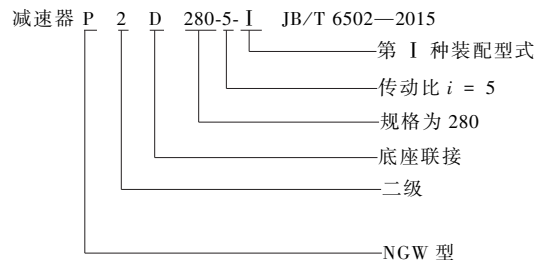 减速器 P 2 D 280-5-Ⅰ JB/T 6502—2015
第 Ⅰ 种装配型式
传动比 i = 5
规格为 280
底座联接
二级
NGW 型